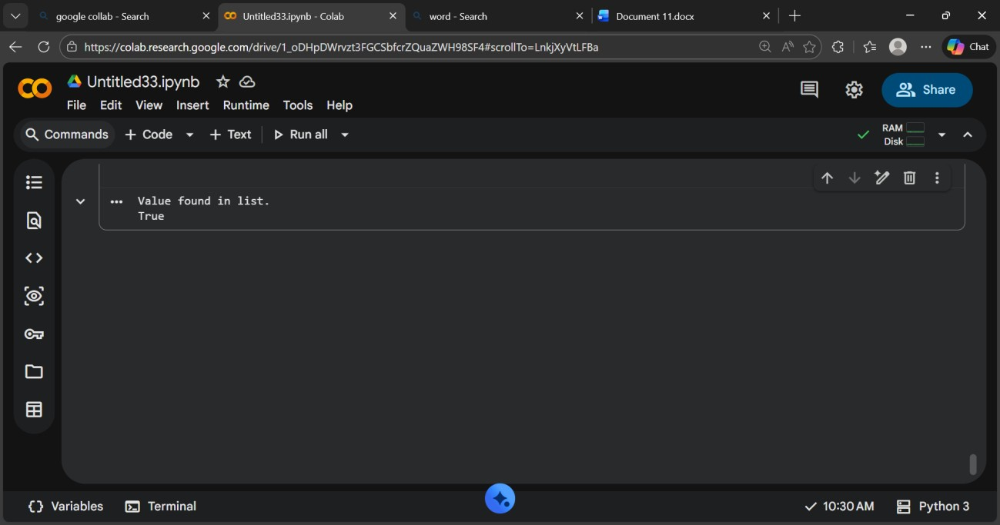 google collab - Search
Untitled33.ipynb - Colab
word - Search
Document 11.docx
https://colab.research.google.com/drive/1_oDHpDWrvzt3FGCSbfcrZQuaZWH98SF4#scrollTo=LnkjXyVtLFBa
Chat
Untitled33.ipynb
File Edit View Insert Runtime Tools Help
Share
Commands + Code + Text Run all
RAM
Disk
Value found in list.
True
Variables Terminal
10:30 AM Python 3